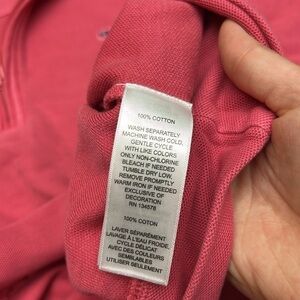 100% COTTON
WASH SEPARATELY
MACHINE WASH COLD,
GENTLE CYCLE
WITH LIKE COLORS
ONLY NON-CHLORINE
BLEACH IF NEEDED
TUMBLE DRY LOW,
REMOVE PROMPTLY
WARM IRON IF NEEDED
EXCLUSIVE OF
DECORATION
RN 134578
100% COTON
LAVER SÉPARÉMENT
LAVAGE À L'EAU FROIDE,
CYCLE DÉLICAT
AVEC DES COULEURS
SEMBLABLES
UTILISER SEULEMENT